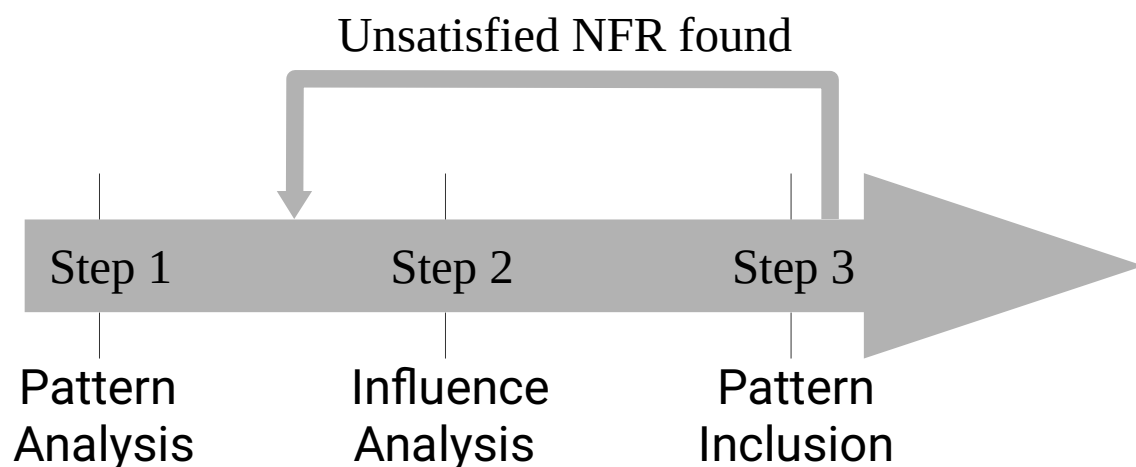 Unsatisfied NFR found
Step 1
Step 2
Step 3
Pattern
Analysis
Influence
Analysis
Pattern
Inclusion